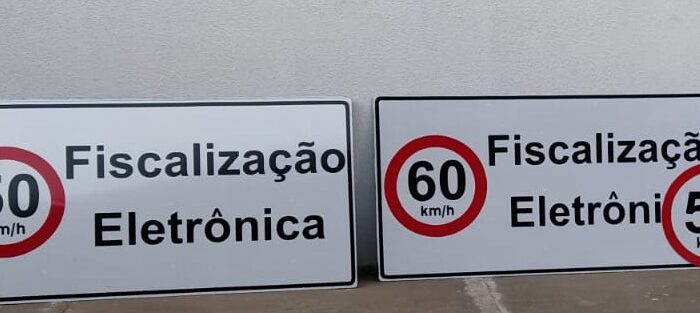 Fiscalização
Eletrônica
60
km/h
Fiscalizaçã
Eletrôni